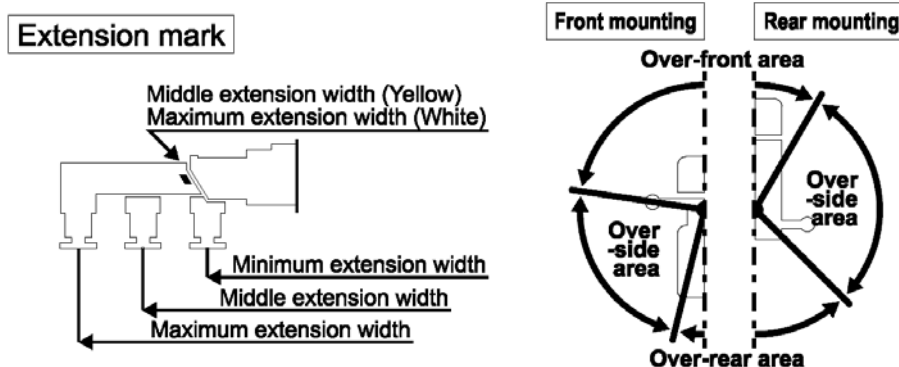 Extension mark
Middle extension width (Yellow)
Maximum extension width (White)
Minimum extension width
Middle extension width
Maximum extension width
Front mounting
Rear mounting
Over-front area
Over
-side
area
Over
-side
area
Over-rear area